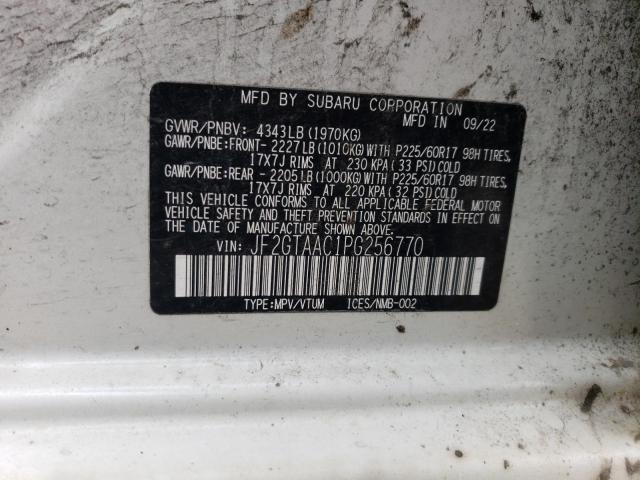 MFD BY SUBARU CORPORATION
MFD IN 09/22
GVWR/PNBV: 4343LB (1970KG)
GAWR/PNBE:FRONT-2227LB(1010KG)WITH P225/60R17 98H TIRES,
17X7J RIMS AT 230 KPA(33 PSI)COLD
GAWR/PNBE:REAR -2205LB(1000KG)WITH P225/60R17 98H TIRES,
17X7J RIMS AT 220 KPA(32 PSI)COLD
THIS VEHICLE CONFORMS TO ALL APPLICABLE FEDERAL MOTOR
VEHICLE SAFETY AND THEFT PREVENTION STANDARDS IN EFFECT
ON THE DATE OF MANUFACTURE SHOWN ABOVE.
VIN: JF2GTAAC1PG256770
TYPE:MPV/VTUM ICES/NMB-002